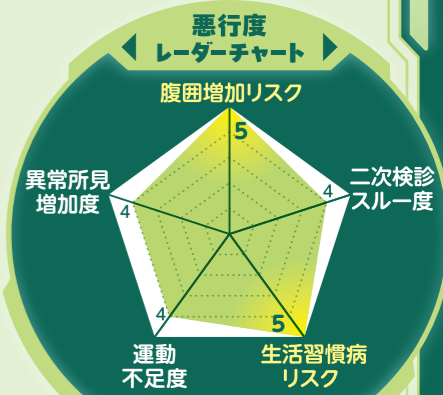 悪行度
レーダーチャート
腹囲増加リスク
5
二次検診
スルー度
4
異常所見
増加度
4
運動
不足度
4
生活習慣病
リスク
5